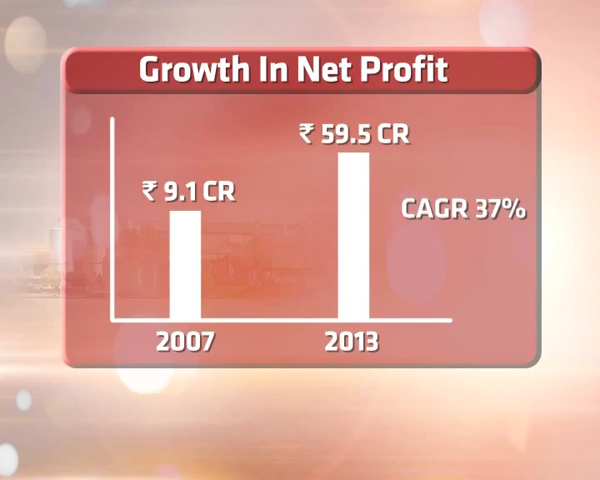 Growth In Net Profit
₹ 59.5 CR
₹ 9.1 CR
CAGR 37%
2007
2013